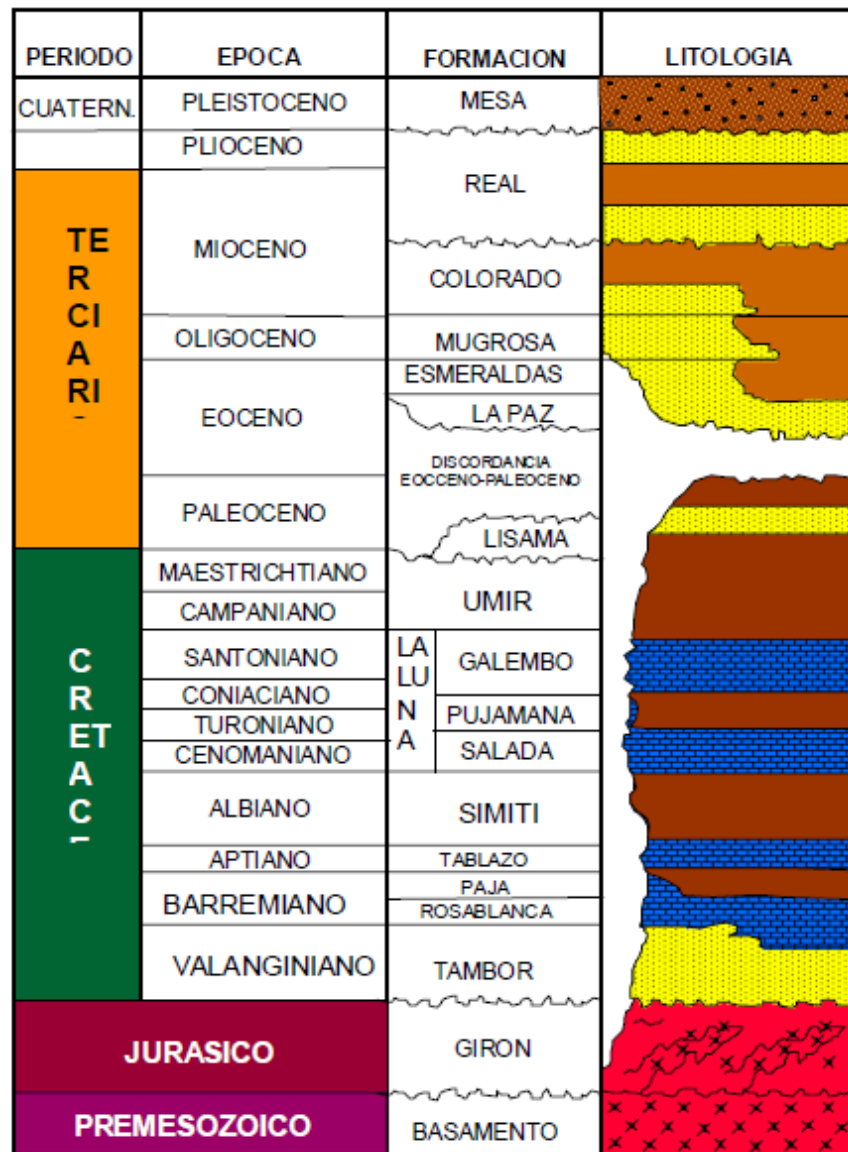 PERIODO EPOCA FORMACION LITOLOGIA
CUATERN. PLEISTOCENO MESA
PLIOCENO
REAL
TE
R
CI
A
RI
MIOCENO
COLORADO
OLIGOCENO MUGROSA
ESMERALDAS
EOCENO
LA PAZ
DISCORDANCIA
EOCCENO-PALEOCENO
PALEOCENO
LISAMA
C
R
ET
A
C
MAESTRICHTIANO
UMIR
CAMPANIANO
LA
LU
N
A
SANTONIANO GALEMBO
CONIACIANO
TURONIANO PUJAMANA
CENOMANIANO SALADA
ALBIANO SIMITI
APTIANO TABLAZO
PAJA
BARREMIANO
ROSABLANCA
VALANGINIANO TAMBOR
JURASICO GIRON
PREMESOZOICO BASAMENTO